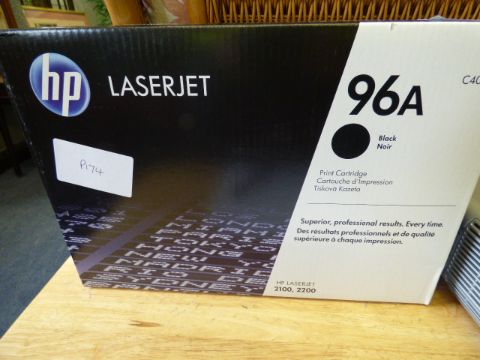 hp LASERJET
96A
C40
Black
Noir
P174
Print Cartridge
Cartouche d'Impression
Tisková Kazeta
Superior, professional results. Every time.
Des résultats professionnels et de qualité
supérieure à chaque impression.
HP LASERJET
2100, 2200